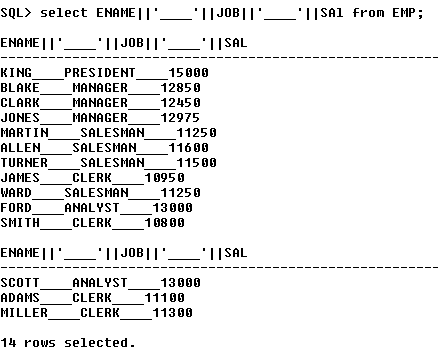 SQL> select ENAME||'____'||JOB||'____'||SAl from EMP;
ENAME||'____'||JOB||'____'||SAL
--------------------------------------------------------
KING____PRESIDENT____15000
BLAKE____MANAGER____12850
CLARK____MANAGER____12450
JONES____MANAGER____12975
MARTIN____SALESMAN____11250
ALLEN____SALESMAN____11600
TURNER____SALESMAN____11500
JAMES____CLERK____10950
WARD____SALESMAN____11250
FORD____ANALYST____13000
SMITH____CLERK____10800
ENAME||'____'||JOB||'____'||SAL
--------------------------------------------------------
SCOTT____ANALYST____13000
ADAMS____CLERK____11100
MILLER____CLERK____11300
14 rows selected.